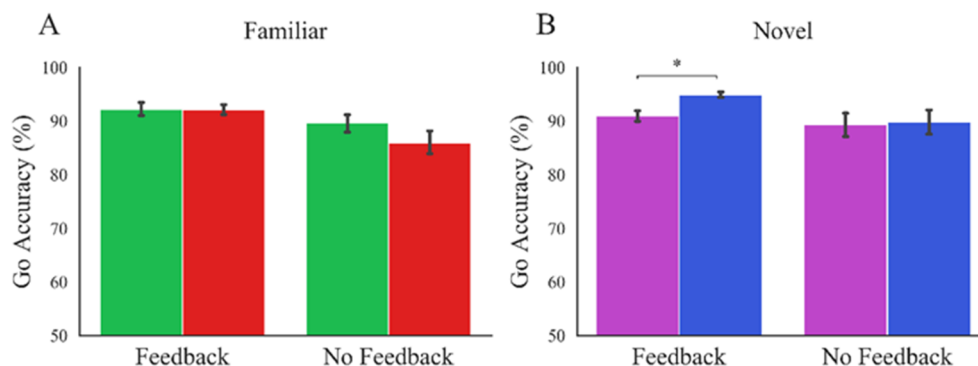 A
Familiar
Go Accuracy (%)
100
90
80
70
60
50
Feedback
No Feedback
B
Novel
*
Go Accuracy (%)
100
90
80
70
60
50
Feedback
No Feedback